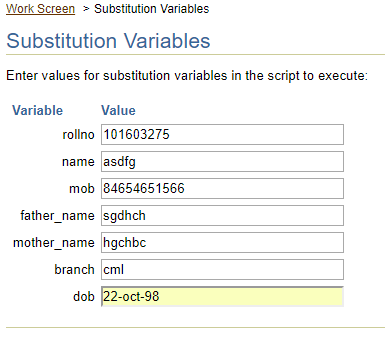 Work Screen > Substitution Variables
Substitution Variables
Enter values for substitution variables in the script to execute:
Variable Value
rollno 101603275
name asdfg
mob 84654651566
father_name sgdhch
mother_name hgchbc
branch cml
dob 22-oct-98